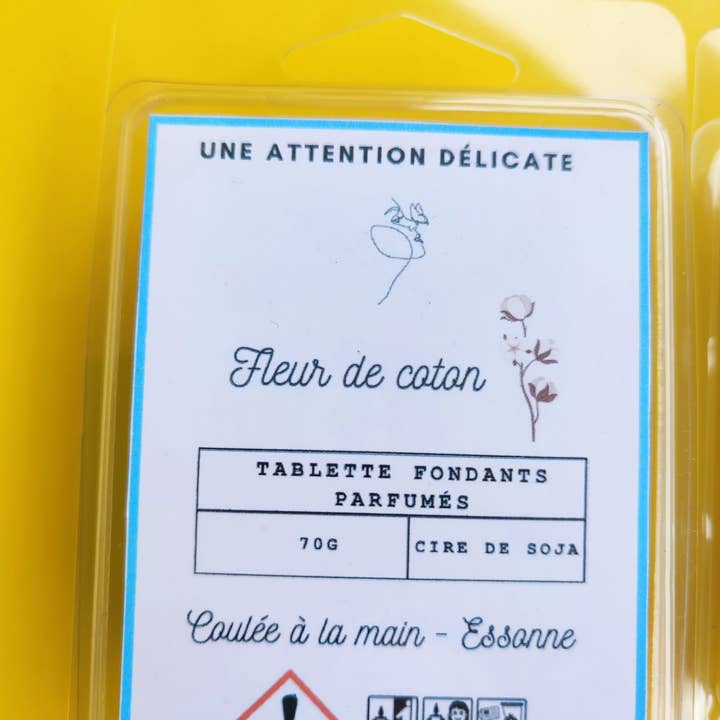 UNE ATTENTION DÉLICATE
Fleur de coton
TABLETTE FONDANTS
PARFUMÉS
70G
CIRE DE SOJA
Coulée à la main - Essonne